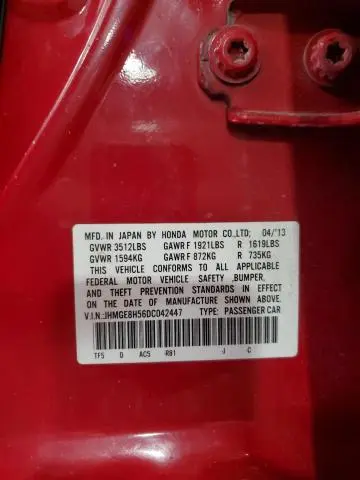 MFD. IN JAPAN BY HONDA MOTOR CO.,LTD; 04/'13
GVWR 3512LBS GAWR F 1921LBS R 1619LBS
GVWR 1594KG GAWR F 872KG R 735KG
THIS VEHICLE CONFORMS TO ALL APPLICABLE
FEDERAL MOTOR VEHICLE SAFETY ,BUMPER,
AND THEFT PREVENTION STANDARDS IN EFFECT
ON THE DATE OF MANUFACTURE SHOWN ABOVE.
V.I.N.:JHMGE8H56DC042447 TYPE: PASSENGER CAR
TF5 D AC5 R81 J C